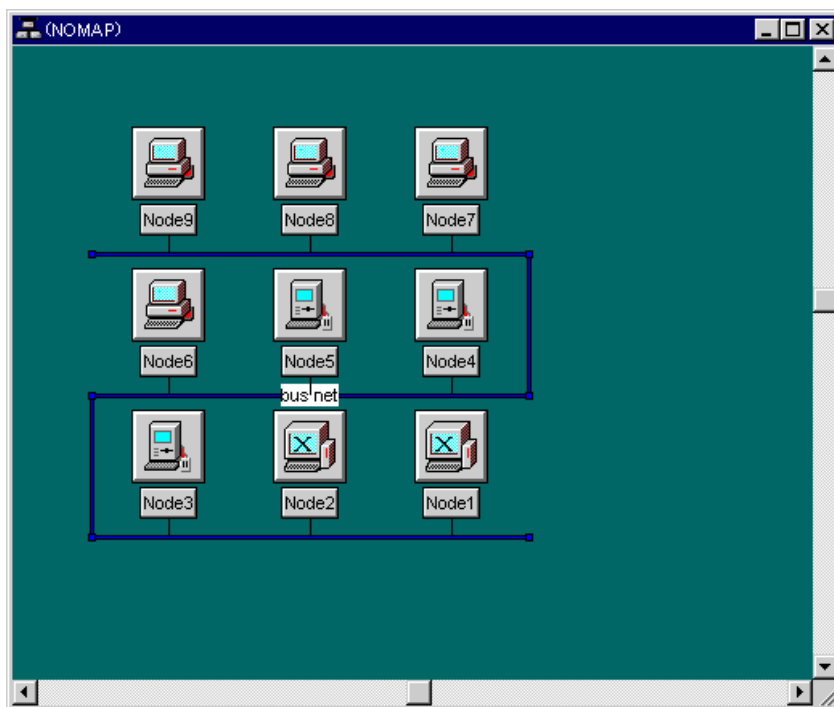 (NOMAP)
Node9 Node8 Node7
Node6 Node5 Node4
bus net
Node3 Node2 Node1